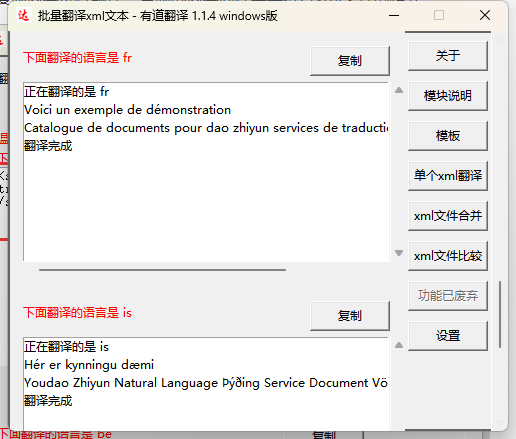 批量翻译xml文本 - 有道翻译 1.1.4 windows版
下面翻译的语言是 fr
复制
正在翻译的是 fr
Voici un exemple de démonstration
Catalogue de documents pour dao zhiyun services de traductic
翻译完成
下面翻译的语言是 is
复制
正在翻译的是 is
Hér er kynningu dæmi
Youdao Zhiyun Natural Language Þýðing Service Document Vö
翻译完成
关于
模块说明
模板
单个xml翻译
xml文件合并
xml文件比较
功能已废弃
设置
下面翻译的语言是 be
复制